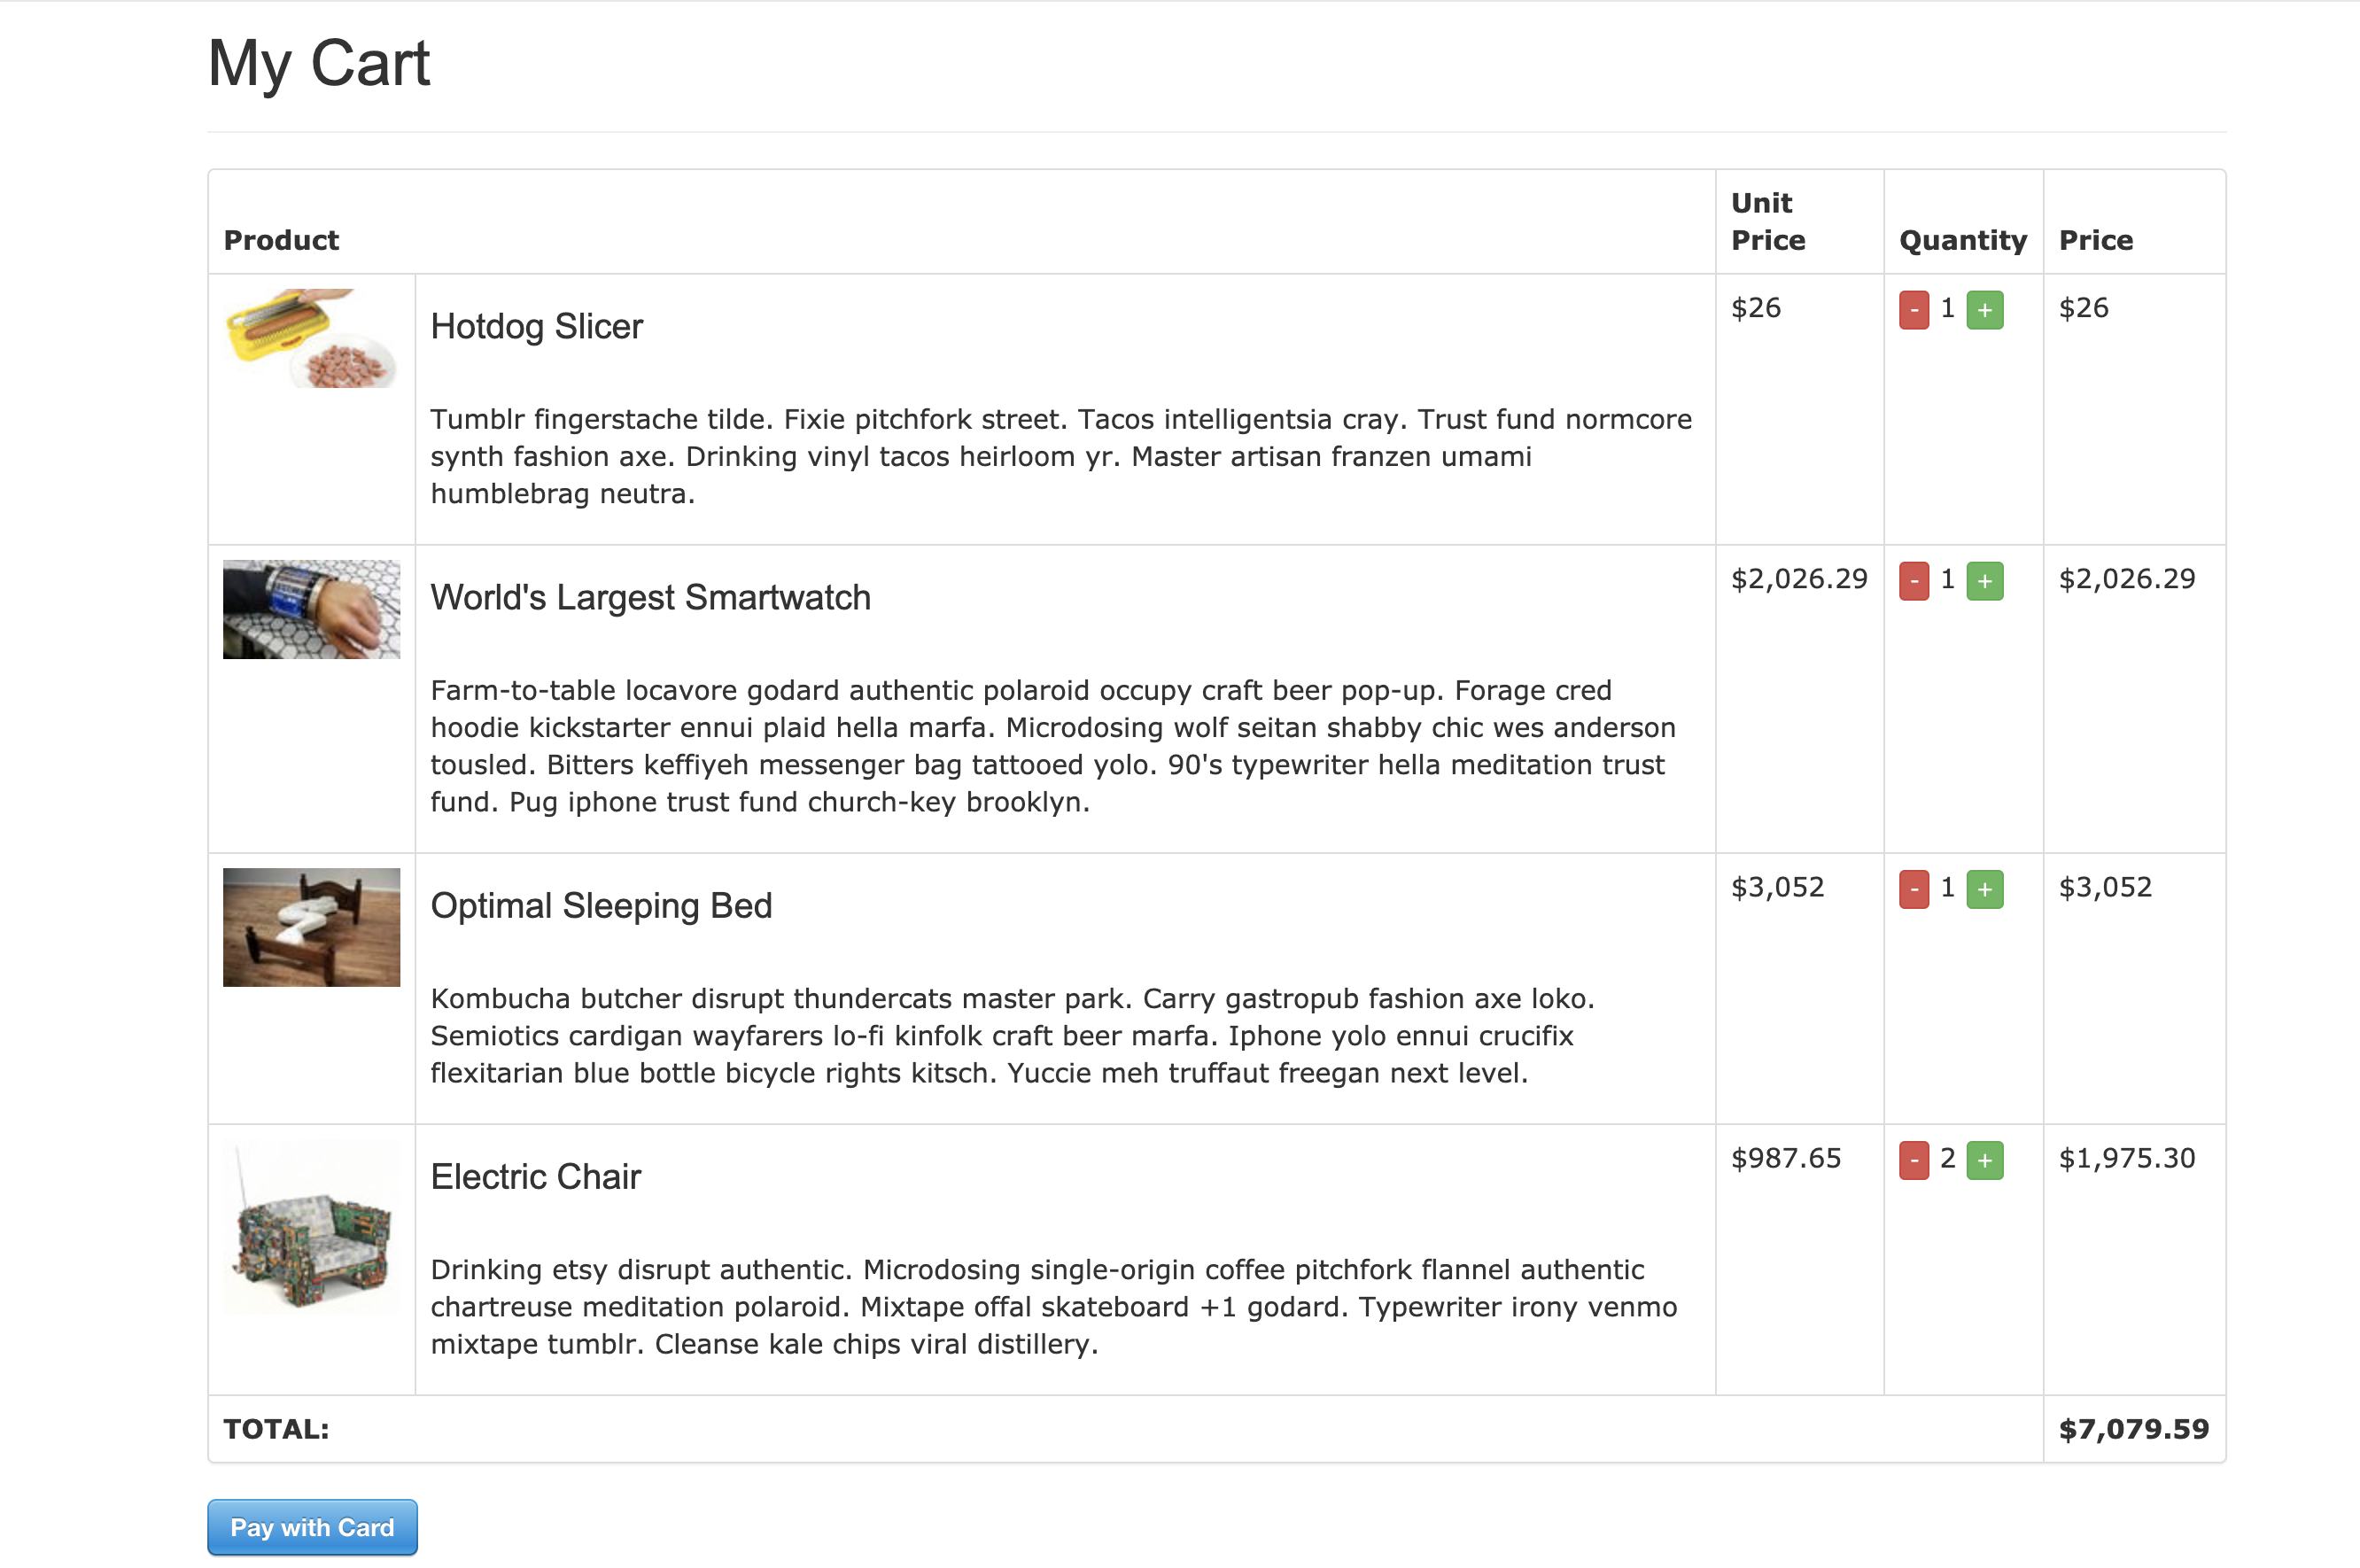 My Cart
Product
Unit
Price
Quantity
Price
Hotdog Slicer
$26
- 1 +
$26
Tumblr fingerstache tilde. Fixie pitchfork street. Tacos intelligentsia cray. Trust fund normcore
synth fashion axe. Drinking vinyl tacos heirloom yr. Master artisan franzen umami
humblebrag neutra.
World's Largest Smartwatch
$2,026.29
- 1 +
$2,026.29
Farm-to-table locavore godard authentic polaroid occupy craft beer pop-up. Forage cred
hoodie kickstarter ennui plaid hella marfa. Microdosing wolf seitan shabby chic wes anderson
tousled. Bitters keffiyeh messenger bag tattooed yolo. 90's typewriter hella meditation trust
fund. Pug iphone trust fund church-key brooklyn.
Optimal Sleeping Bed
$3,052
- 1 +
$3,052
Kombucha butcher disrupt thundercats master park. Carry gastropub fashion axe loko.
Semiotics cardigan wayfarers lo-fi kinfolk craft beer marfa. Iphone yolo ennui crucifix
flexitarian blue bottle bicycle rights kitsch. Yuccie meh truffaut freegan next level.
Electric Chair
$987.65
- 2 +
$1,975.30
Drinking etsy disrupt authentic. Microdosing single-origin coffee pitchfork flannel authentic
chartreuse meditation polaroid. Mixtape offal skateboard +1 godard. Typewriter irony venmo
mixtape tumblr. Cleanse kale chips viral distillery.
TOTAL:
$7,079.59
Pay with Card